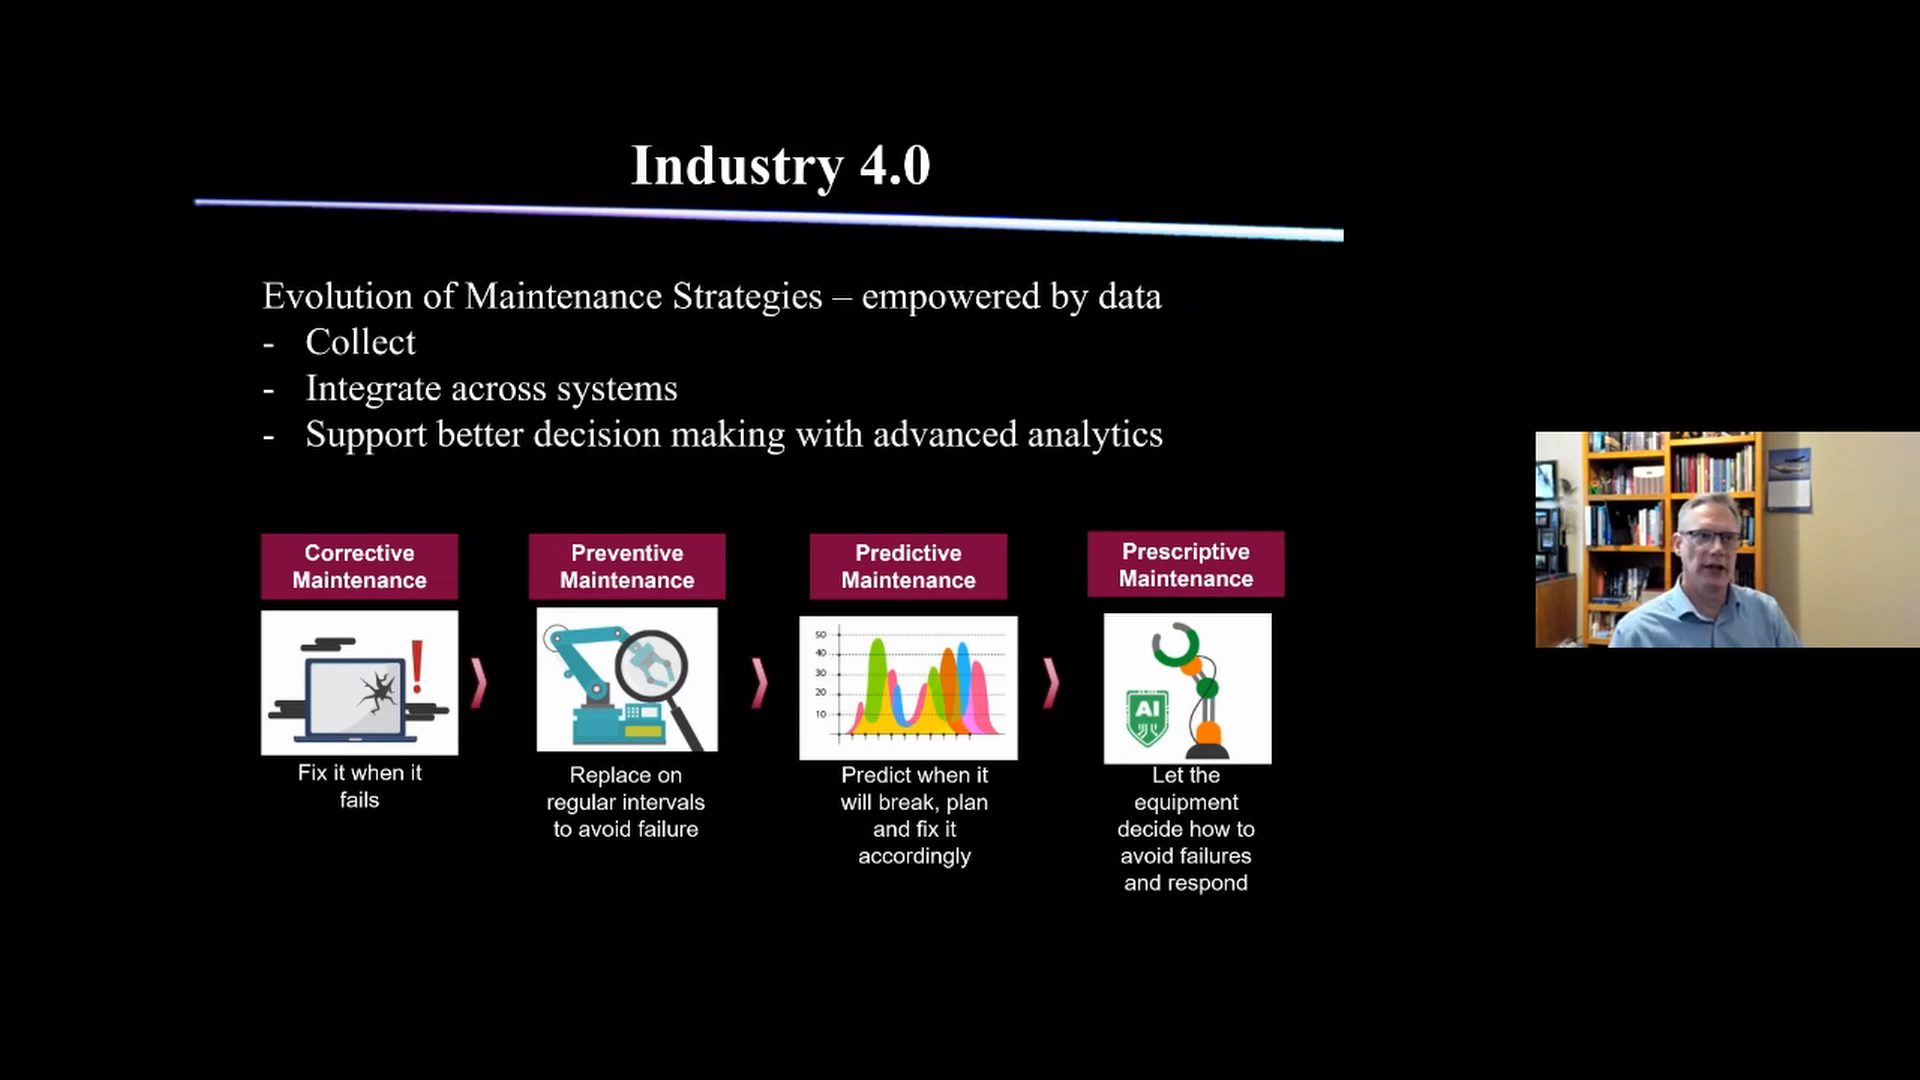 Industry 4.0
Evolution of Maintenance Strategies – empowered by data
- Collect
- Integrate across systems
- Support better decision making with advanced analytics
Corrective
Maintenance
Fix it when it
fails
Preventive
Maintenance
Replace on
regular intervals
to avoid failure
Predictive
Maintenance
50
40
30
20
10
Predict when it
will break, plan
and fix it
accordingly
Prescriptive
Maintenance
AI
Let the
equipment
decide how to
avoid failures
and respond